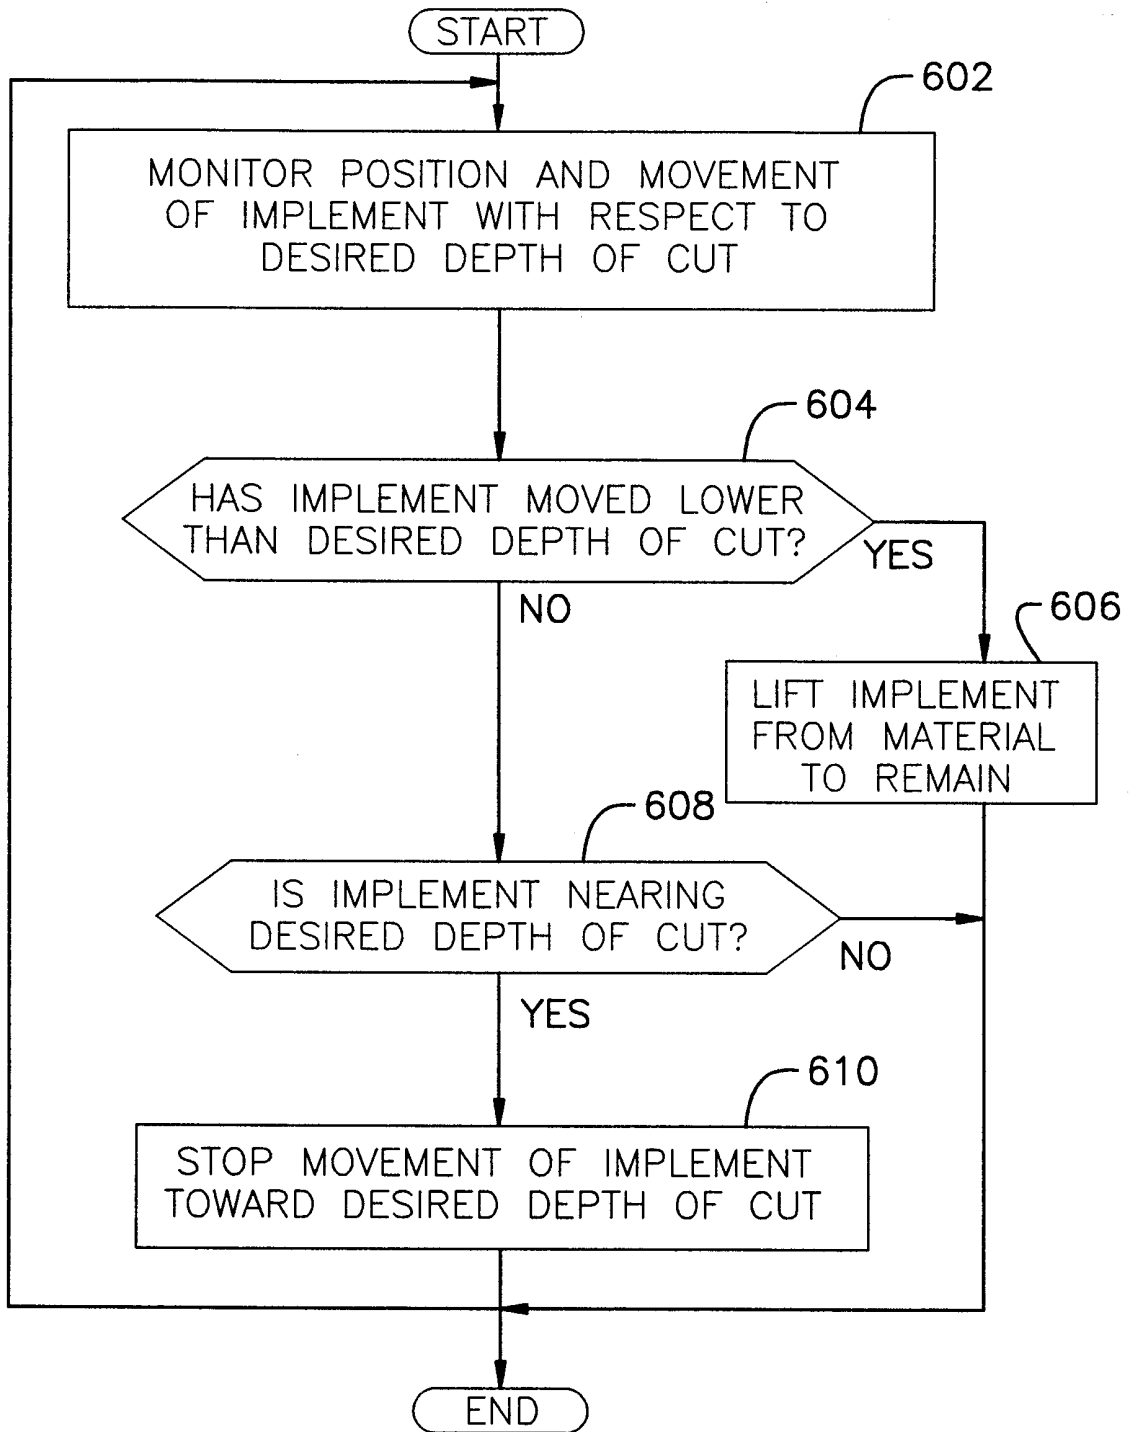 START
602
MONITOR POSITION AND MOVEMENT
OF IMPLEMENT WITH RESPECT TO
DESIRED DEPTH OF CUT
604
HAS IMPLEMENT MOVED LOWER
THAN DESIRED DEPTH OF CUT?
YES
NO
606
LIFT IMPLEMENT
FROM MATERIAL
TO REMAIN
608
IS IMPLEMENT NEARING
DESIRED DEPTH OF CUT?
NO
YES
610
STOP MOVEMENT OF IMPLEMENT
TOWARD DESIRED DEPTH OF CUT
END